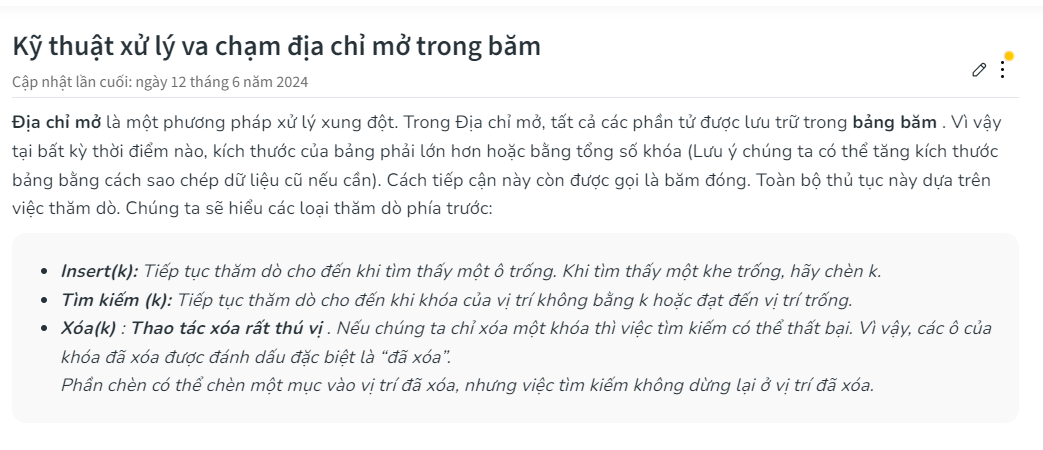 Kỹ thuật xử lý va chạm địa chỉ mở trong băm
Cập nhật lần cuối: ngày 12 tháng 6 năm 2024
Địa chỉ mở là một phương pháp xử lý xung đột. Trong Địa chỉ mở, tất cả các phần tử được lưu trữ trong bảng băm . Vì vậy
tại bất kỳ thời điểm nào, kích thước của bảng phải lớn hơn hoặc bằng tổng số khóa (Lưu ý chúng ta có thể tăng kích thước
bảng bằng cách sao chép dữ liệu cũ nếu cần). Cách tiếp cận này còn được gọi là băm đóng. Toàn bộ thủ tục này dựa trên
việc thăm dò. Chúng ta sẽ hiểu các loại thăm dò phía trước:
• Insert(k): Tiếp tục thăm dò cho đến khi tìm thấy một ô trống. Khi tìm thấy một khe trống, hãy chèn k.
• Tìm kiếm (k): Tiếp tục thăm dò cho đến khi khóa của vị trí không bằng k hoặc đạt đến vị trí trống.
• Xóa(k) : Thao tác xóa rất thú vị . Nếu chúng ta chỉ xóa một khóa thì việc tìm kiếm có thể thất bại. Vì vậy, các ô của
khóa đã xóa được đánh dấu đặc biệt là “đã xóa”.
Phần chèn có thể chèn một mục vào vị trí đã xóa, nhưng việc tìm kiếm không dừng lại ở vị trí đã xóa.